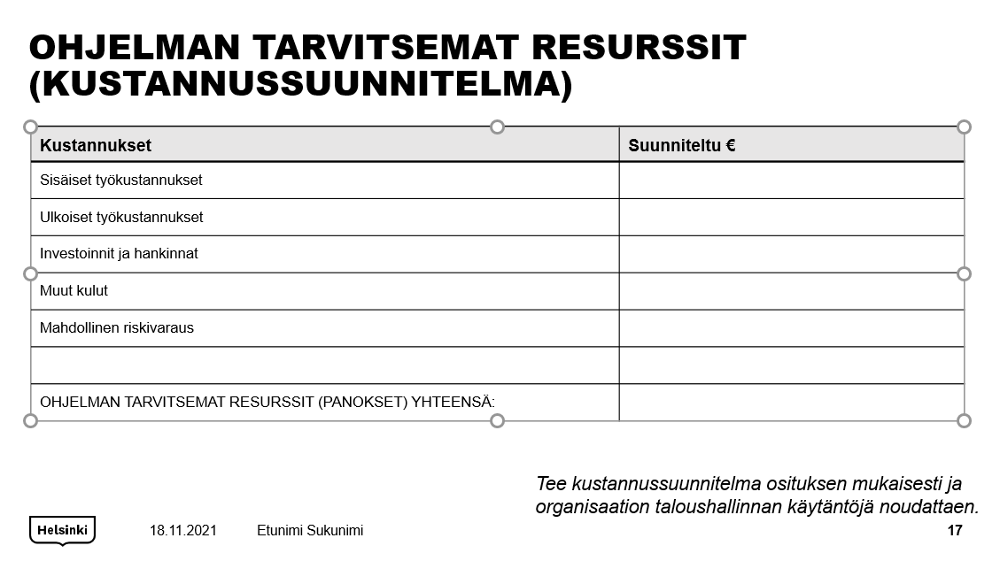 OHJELMAN TARVITSEMAT RESURSSIT
(KUSTANNUSSUUNNITELMA)
Kustannukset Suunniteltu €
Sisäiset työkustannukset
Ulkoiset työkustannukset
Investoinnit ja hankinnat
Muut kulut
Mahdollinen riskivaraus
OHJELMAN TARVITSEMAT RESURSSIT (PANOKSET) YHTEENSÄ:
Tee kustannussuunnitelma osituksen mukaisesti ja
organisaation taloushallinnan käytäntöjä noudattaen.
Helsinki 18.11.2021 Etunimi Sukunimi 17